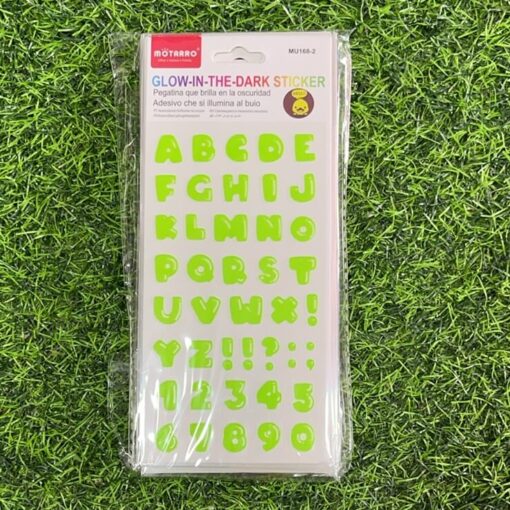 MOTARRO
MU168-2
GLOW-IN-THE-DARK STICKER
Pegatina que brilla en la oscuridad
Adesivo che si illumina al buio
A B C D E
F G H I J
K L M N O
P Q R S T
U V W X !
Y Z ! ! ? : ;
1 2 3 4 5
6 7 8 9 0